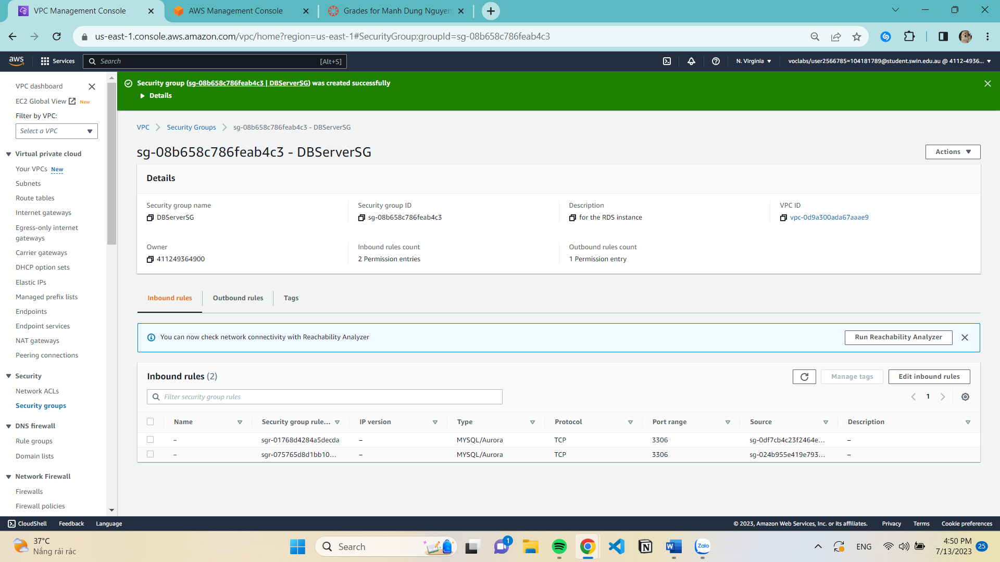 VPC Management Console
AWS Management Console
Grades for Manh Dung Nguyen
us-east-1.console.aws.amazon.com/vpc/home?region=us-east-1#SecurityGroup:groupId=sg-08b658c786feab4c3
aws
Services
Search
[Alt+S]
N. Virginia
voclabs/user2566785=104181789@student.swin.edu.au @ 4112-4936...
VPC dashboard
EC2 Global View New
Filter by VPC:
Select a VPC
Virtual private cloud
Your VPCs New
Subnets
Route tables
Internet gateways
Egress-only internet
gateways
Carrier gateways
DHCP option sets
Elastic IPs
Managed prefix lists
Endpoints
Endpoint services
NAT gateways
Peering connections
Security
Network ACLs
Security groups
DNS firewall
Rule groups
Domain lists
Network Firewall
Firewalls
Firewall policies
Security group (sg-08b658c786feab4c3 | DBServerSG) was created successfully
Details
VPC
Security Groups
sg-08b658c786feab4c3 - DBServerSG
sg-08b658c786feab4c3 - DBServerSG
Actions
Details
Security group name
DBServerSG
Security group ID
sg-08b658c786feab4c3
Description
for the RDS instance
VPC ID
vpc-0d9a300ada67aaae9
Owner
411249364900
Inbound rules count
2 Permission entries
Outbound rules count
1 Permission entry
Inbound rules
Outbound rules
Tags
You can now check network connectivity with Reachability Analyzer
Run Reachability Analyzer
Inbound rules (2)
Manage tags
Edit inbound rules
Filter security group rules
1
Name Security group rule... IP version Type Protocol Port range Source Description
– sgr-01768d4284a5decda – MYSQL/Aurora TCP 3306 sg-0df7cb4c23f2464e... –
– sgr-075765d8d1bb10... – MYSQL/Aurora TCP 3306 sg-024b955e419e793... –
CloudShell
Feedback
Language
© 2023, Amazon Web Services, Inc. or its affiliates.
Privacy
Terms
Cookie preferences
37°C
Nắng rải rác
Search
1
Zalo
ENG
4:50 PM
7/13/2023
25